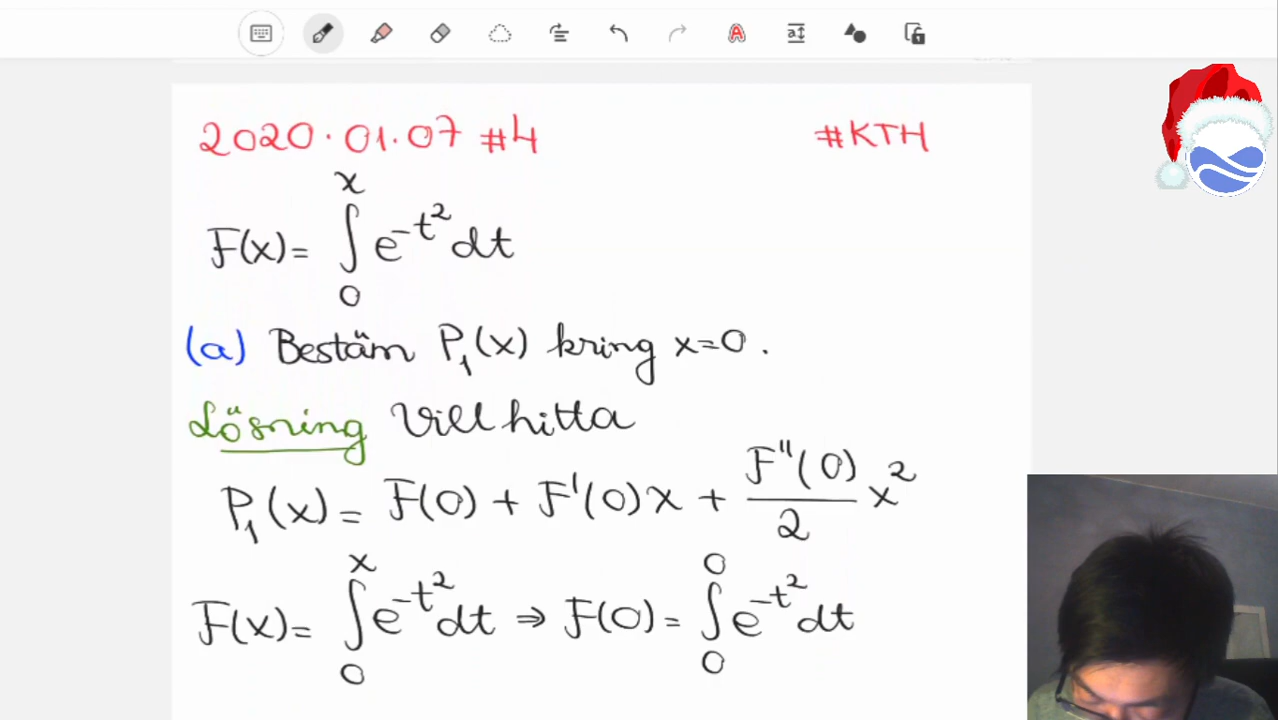 2020.01.07 #4 #KTH
F(x) = ∫₀ˣ e^{-t²} dt
(a) Bestäm P₁(x) kring x=0.
Lösning Vill hitta
P₁(x) = F(0) + F'(0)x + F''(0)/2 x²
F(x) = ∫₀ˣ e^{-t²} dt ⇒ F(0) = ∫₀⁰ e^{-t²} dt